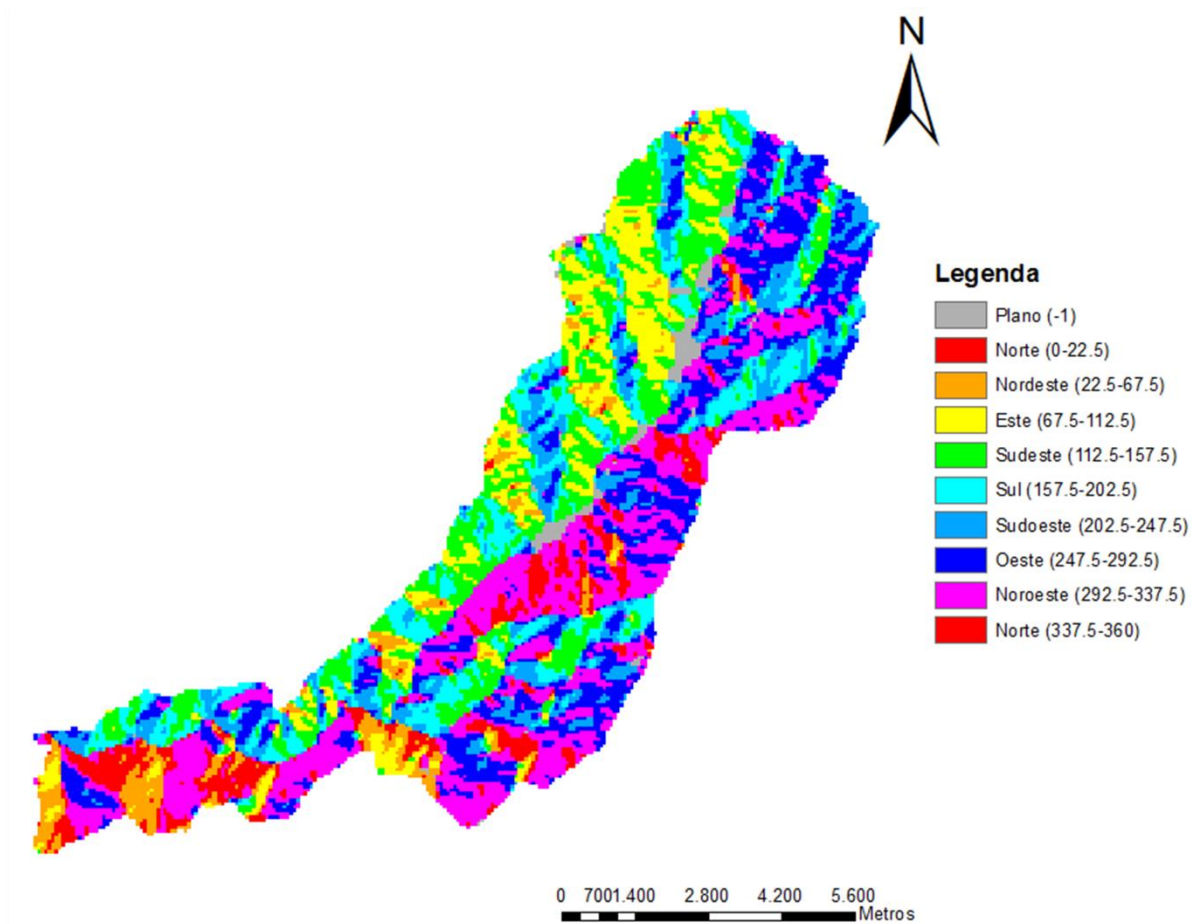 N
Legenda
Plano (-1)
Norte (0-22.5)
Nordeste (22.5-67.5)
Este (67.5-112.5)
Sudeste (112.5-157.5)
Sul (157.5-202.5)
Sudoeste (202.5-247.5)
Oeste (247.5-292.5)
Noroeste (292.5-337.5)
Norte (337.5-360)
0 7001.400 2.800 4.200 5.600
Metros